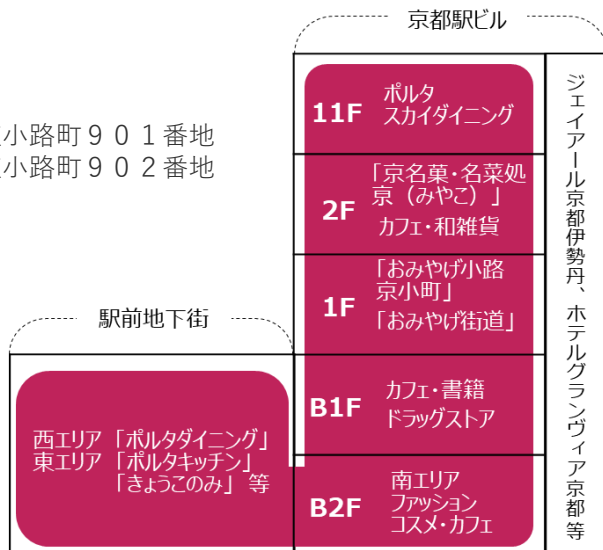 京都駅ビル
小路町901番地
小路町902番地
11F
ポルタ
スカイダイニング
2F
「京名菓・名菜処
京（みやこ）」
カフェ・和雑貨
1F
「おみやげ小路
京小町」
「おみやげ街道」
B1F
カフェ・書籍
ドラッグストア
B2F
南エリア
ファッション
コスメ・カフェ
ジェイアール京都伊勢丹、ホテルグランヴィア京都 等
駅前地下街
西エリア「ポルタダイニング」
東エリア「ポルタキッチン」
「きょうこのみ」 等